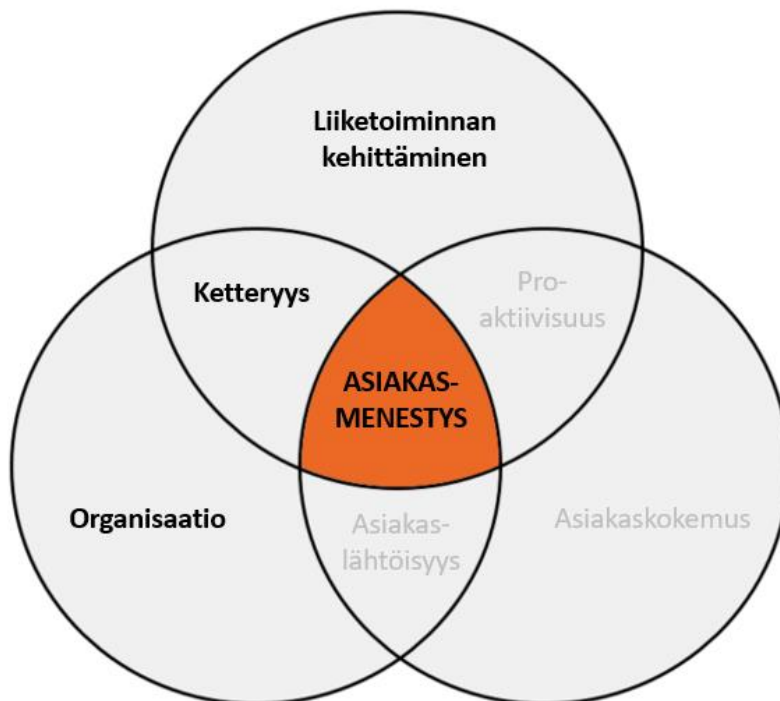 Liiketoiminnan
kehittäminen
Ketteryys
Pro-
aktiivisuus
ASIAKAS-
MENESTYS
Organisaatio
Asiakas-
lähtöisyys
Asiakaskokemus